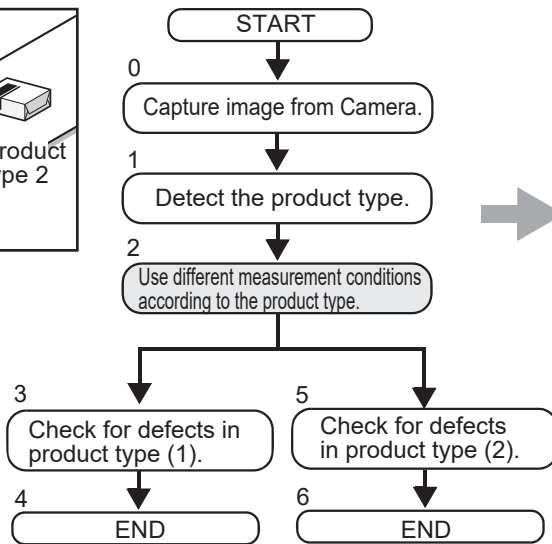 START
0
Capture image from Camera.
1
Detect the product type.
2
Use different measurement conditions
according to the product type.
3
Check for defects in
product type (1).
4
END
5
Check for defects
in product type (2).
6
END
2